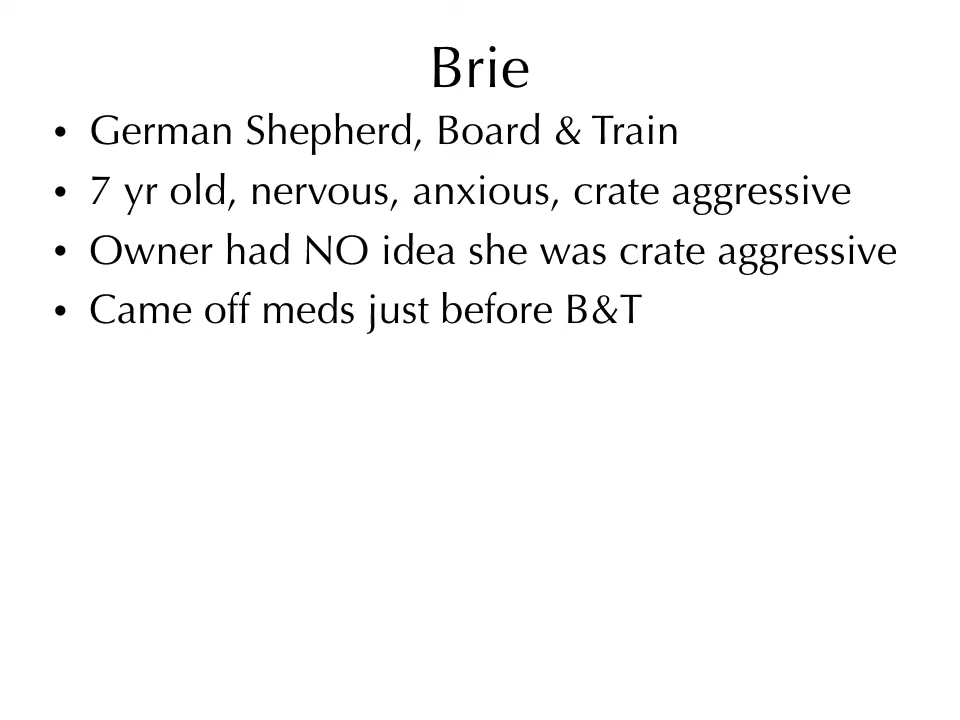 Brie
• German Shepherd, Board & Train
• 7 yr old, nervous, anxious, crate aggressive
• Owner had NO idea she was crate aggressive
• Came off meds just before B&T